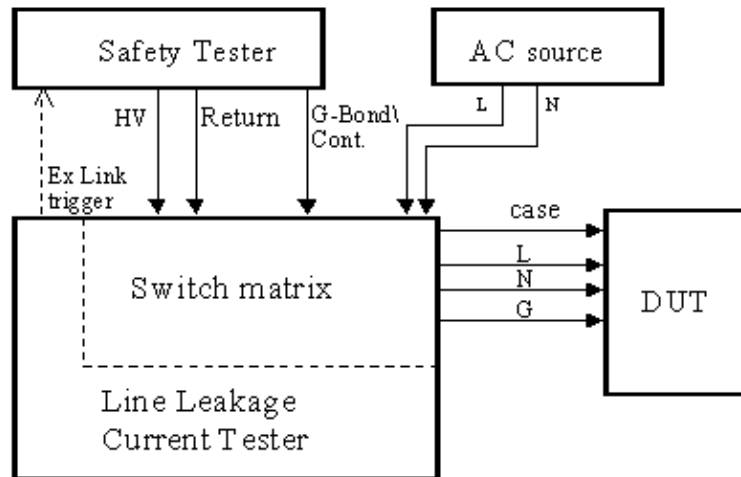 Safety Tester
AC source
L
N
HV
Return
G-Bond\
Cont.
Ex Link
trigger
case
L
N
G
Switch matrix
DUT
Line Leakage
Current Tester